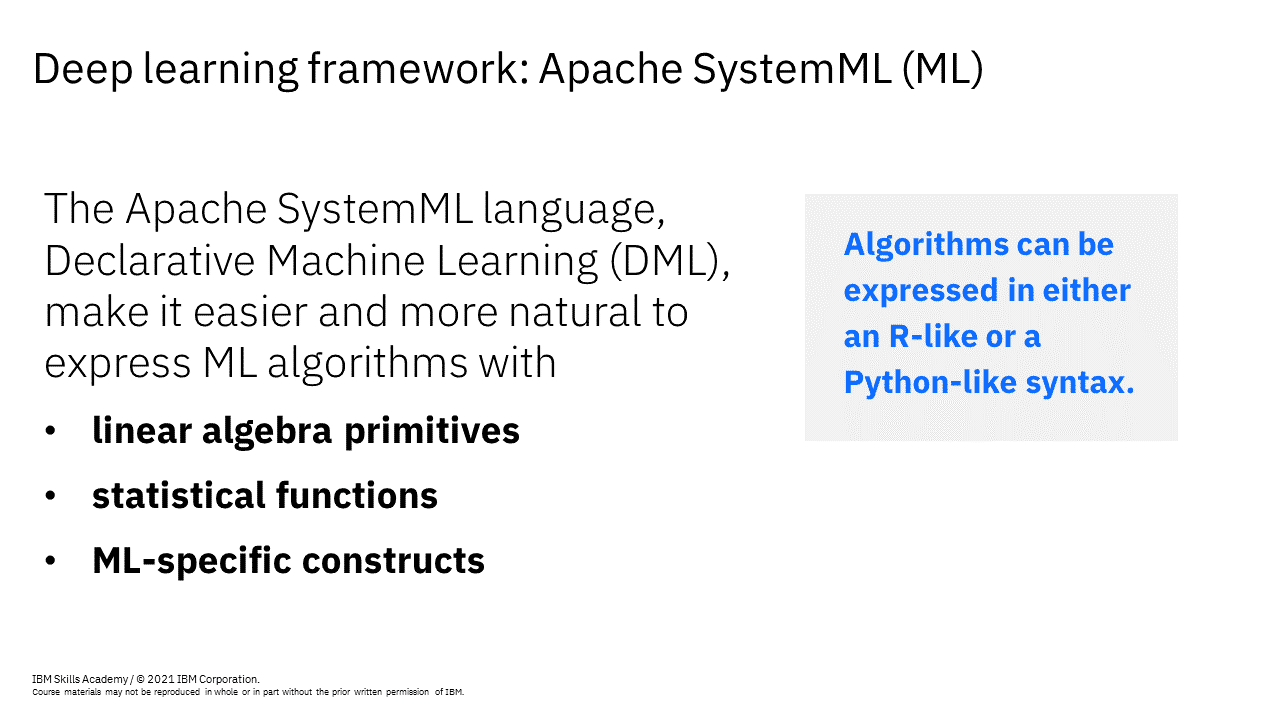 Deep learning framework: Apache SystemML (ML)
The Apache SystemML language,
Declarative Machine Learning (DML),
make it easier and more natural to
express ML algorithms with
• linear algebra primitives
• statistical functions
• ML-specific constructs
Algorithms can be
expressed in either
an R-like or a
Python-like syntax.
IBM Skills Academy / © 2021 IBM Corporation.
Course materials may not be reproduced in whole or in part without the prior written permission of IBM.